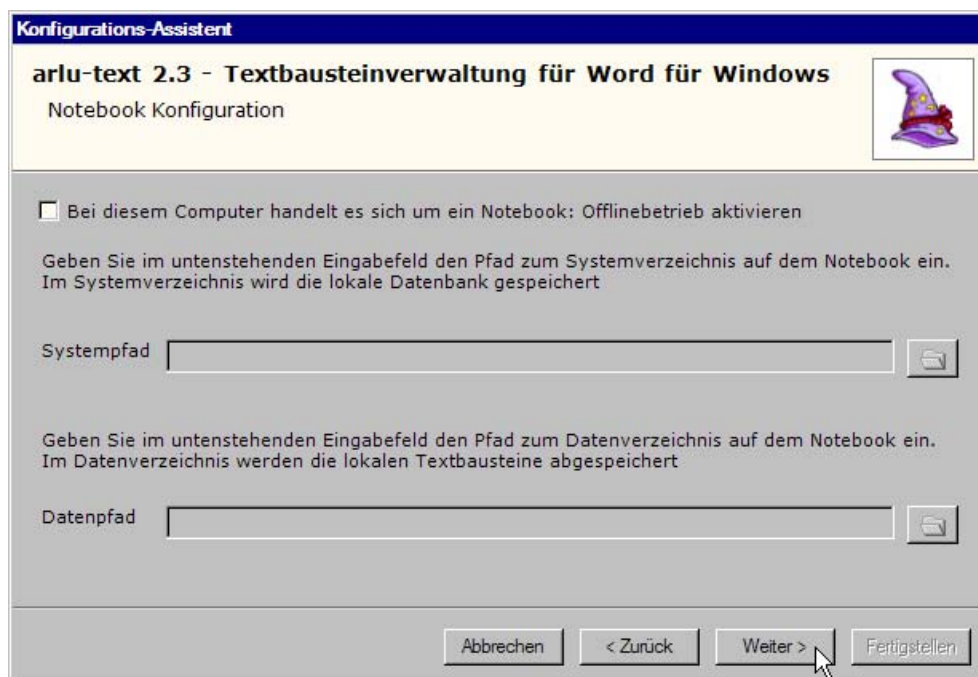 Konfigurations-Assistent
arlu-text 2.3 - Textbausteinverwaltung für Word für Windows
Notebook Konfiguration
Bei diesem Computer handelt es sich um ein Notebook: Offlinebetrieb aktivieren
Geben Sie im untenstehenden Eingabefeld den Pfad zum Systemverzeichnis auf dem Notebook ein.
Im Systemverzeichnis wird die lokale Datenbank gespeichert
Systempfad
Geben Sie im untenstehenden Eingabefeld den Pfad zum Datenverzeichnis auf dem Notebook ein.
Im Datenverzeichnis werden die lokalen Textbausteine abgespeichert
Datenpfad
Abbrechen < Zurück Weiter > Fertigstellen